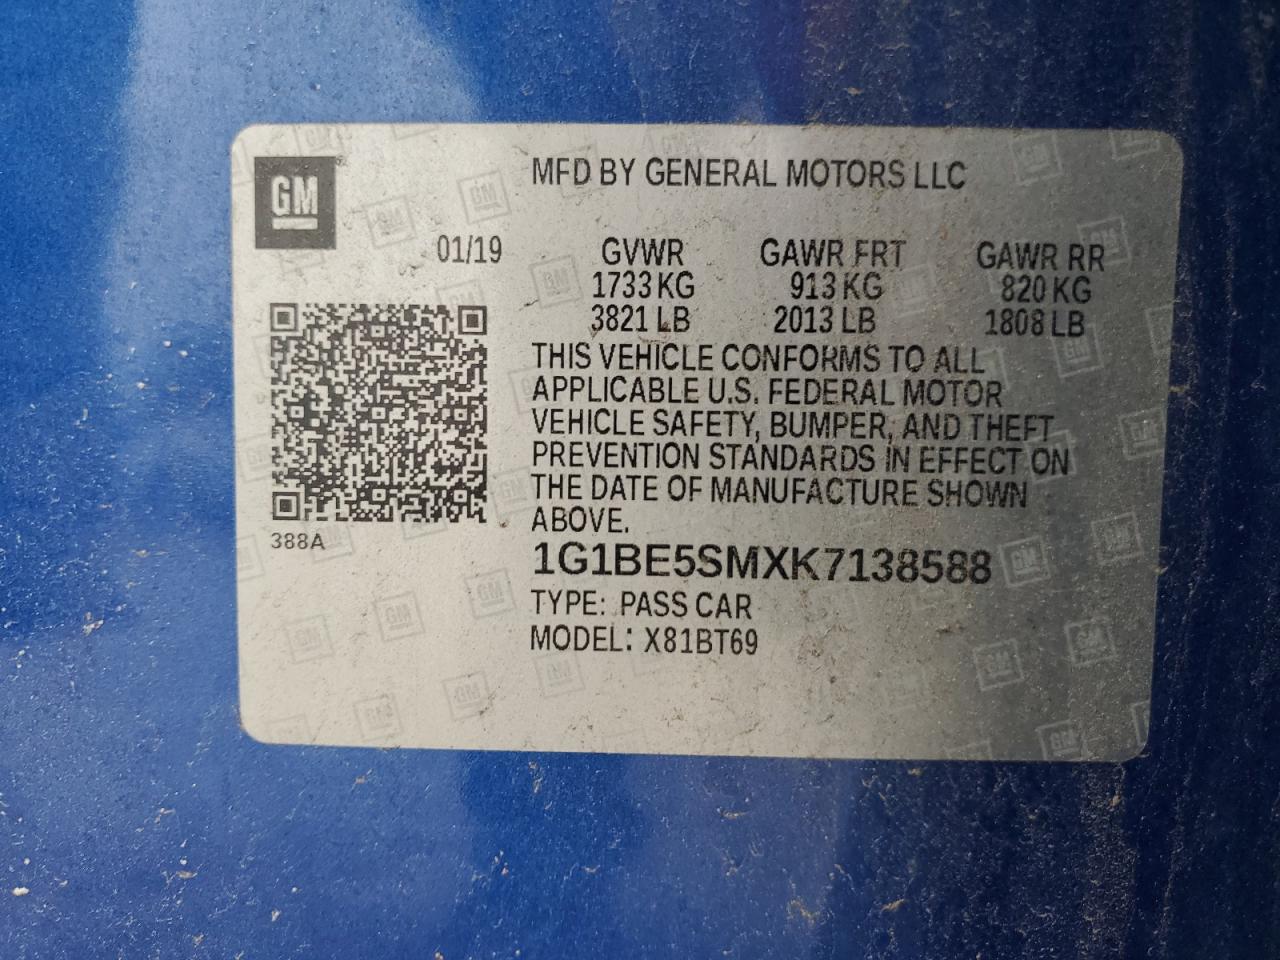 GM
MFD BY GENERAL MOTORS LLC
01/19
GVWR GAWR FRT GAWR RR
1733 KG 913 KG 820 KG
3821 LB 2013 LB 1808 LB
THIS VEHICLE CONFORMS TO ALL
APPLICABLE U.S. FEDERAL MOTOR
VEHICLE SAFETY, BUMPER, AND THEFT
PREVENTION STANDARDS IN EFFECT ON
THE DATE OF MANUFACTURE SHOWN
ABOVE.
388A
1G1BE5SMXK7138588
TYPE: PASS CAR
MODEL: X81BT69